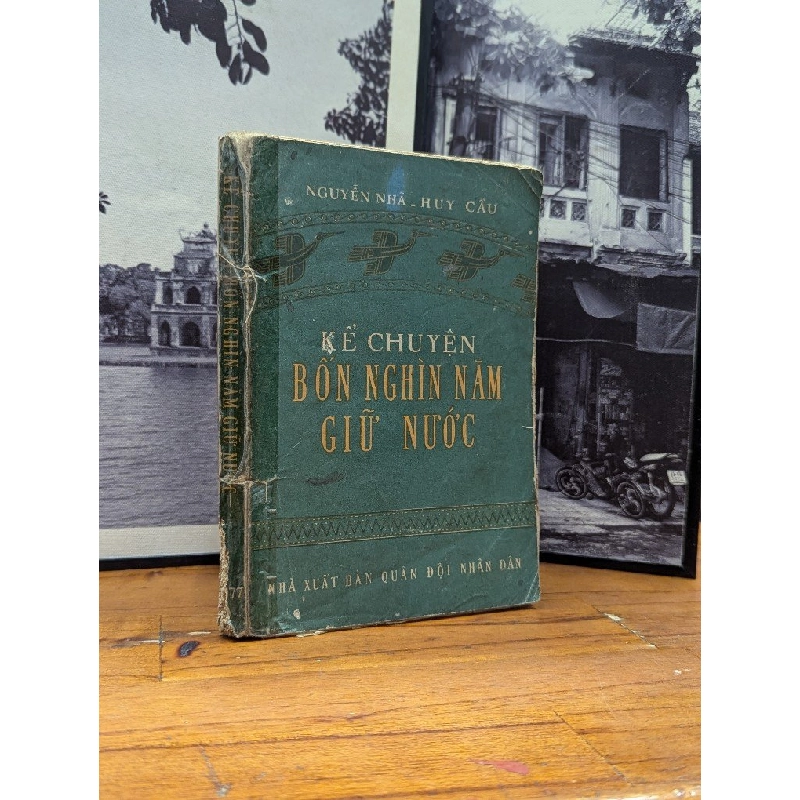 NGUYỄN NHÃ - HUY CẦU
KỂ CHUYỆN
BỐN NGHÌN NĂM
GIỮ NƯỚC
NHÀ XUẤT BẢN QUÂN ĐỘI NHÂN DÂN
KỂ CHUYỆN BỐN NGHÌN NĂM GIỮ NƯỚC
77